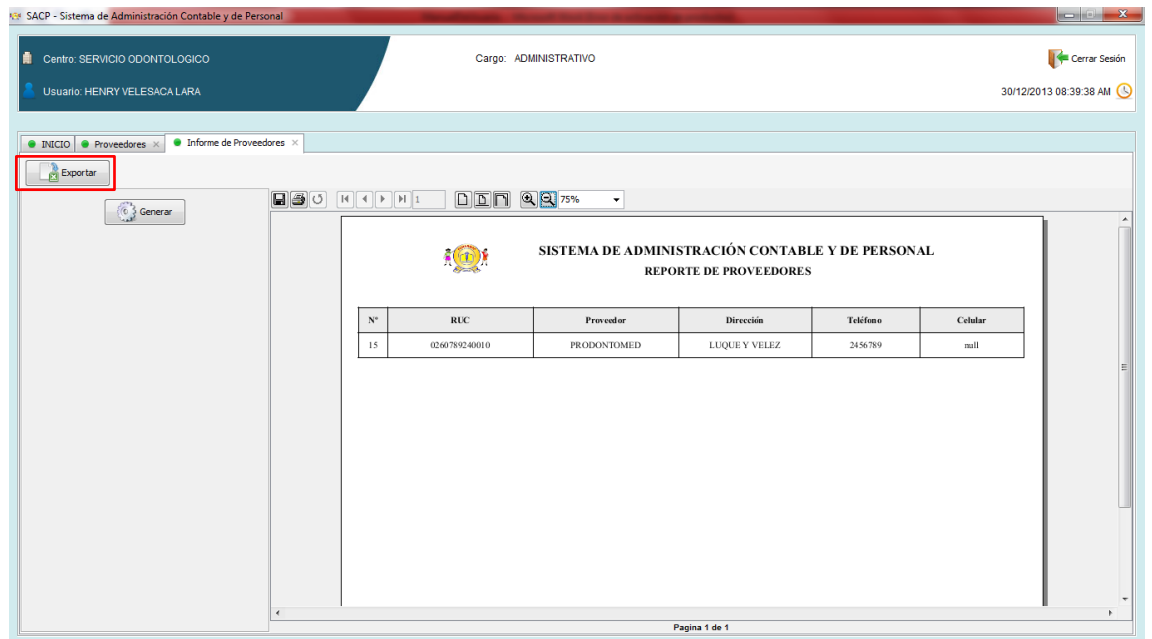 SACP - Sistema de Administración Contable y de Personal
Centro: SERVICIO ODONTOLOGICO
Cargo: ADMINISTRATIVO
Cerrar Sesión
Usuario: HENRY VELESACA LARA
30/12/2013 08:39:38 AM
INICIO Proveedores Informe de Proveedores
Exportar
Generar
1 75%
SISTEMA DE ADMINISTRACIÓN CONTABLE Y DE PERSONAL
REPORTE DE PROVEEDORES
Nº RUC Proveedor Dirección Teléfono Celular
15 0260789240010 PRODONTOMED LUQUE Y VELEZ 2456789 null
Pagina 1 de 1